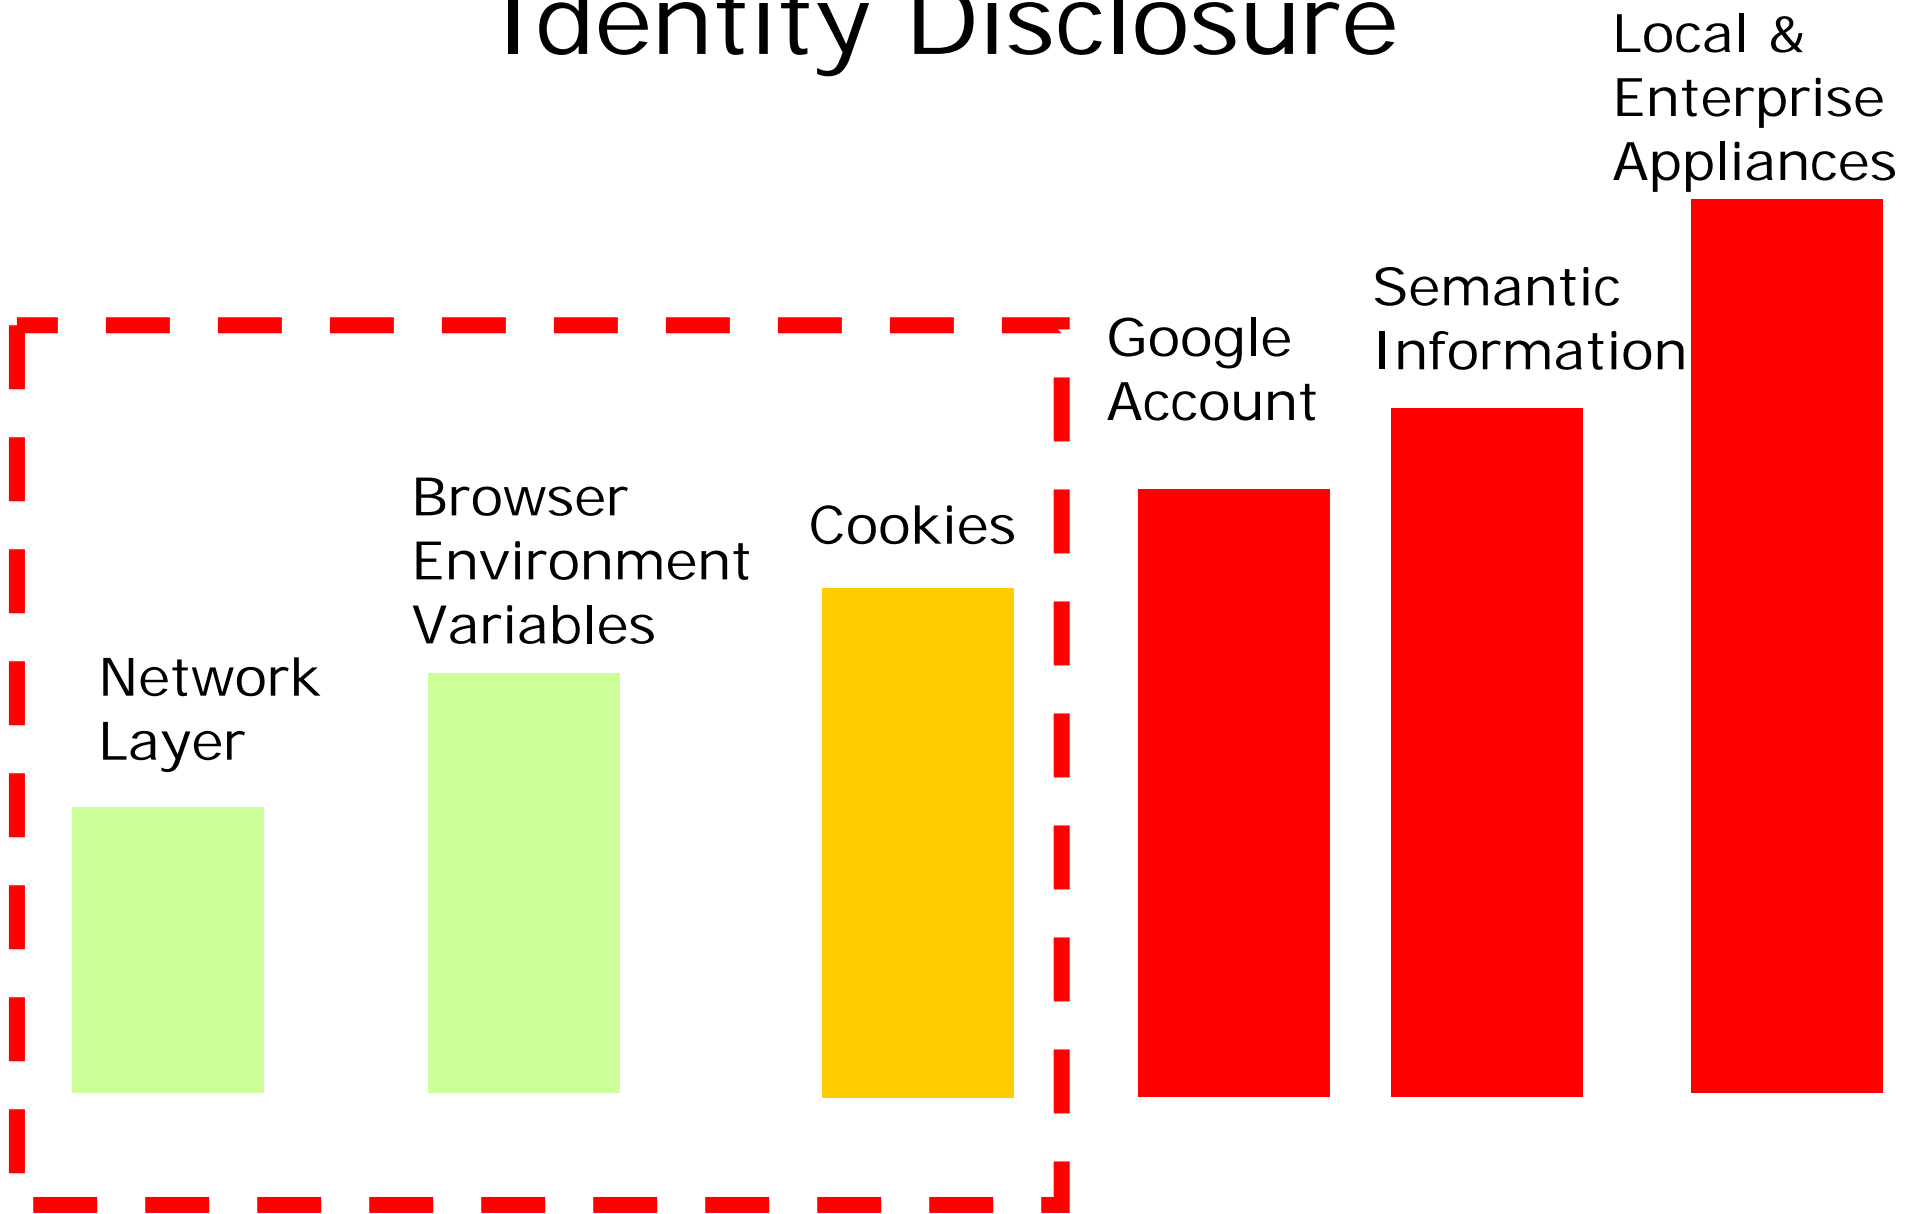 Identity Disclosure
Local &
Enterprise
Appliances
Semantic
Information
Google
Account
Browser
Environment
Variables
Cookies
Network
Layer